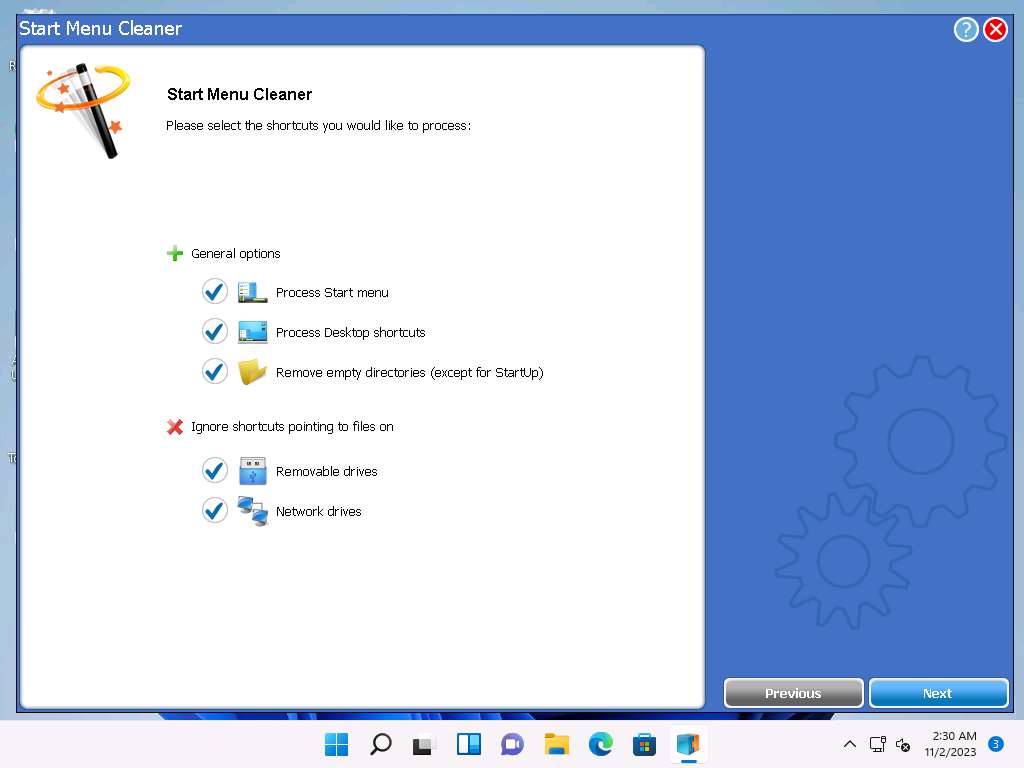 Start Menu Cleaner
?
Start Menu Cleaner
Please select the shortcuts you would like to process:
General options
Process Start menu
Process Desktop shortcuts
Remove empty directories (except for StartUp)
Ignore shortcuts pointing to files on
Removable drives
Network drives
Previous
Next
2:30 AM
11/2/2023
3